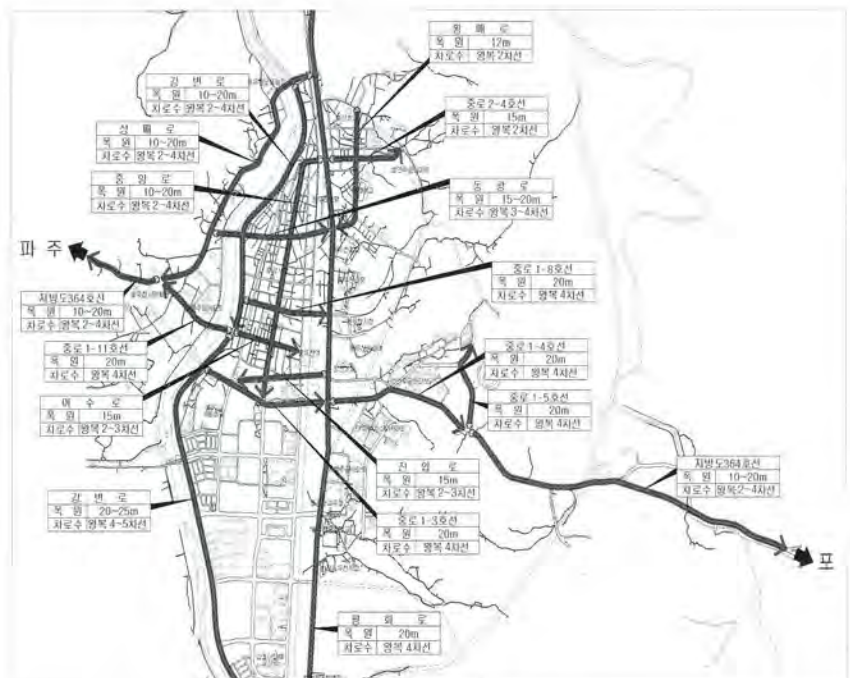 폭 원 12m
차로수 왕복2차선
강 변 로
폭 원 10~20m
차로수 왕복2~4차선
중로2-4호선
폭 원 15m
차로수 왕복2차선
상 패 로
폭 원 10~20m
차로수 왕복2~4차선
중 앙 로
폭 원 10~20m
차로수 왕복2~4차선
동 광 로
폭 원 15~20m
차로수 왕복3~4차선
파 주
중로1-8호선
폭 원 20m
차로수 왕복4차선
지방도364호선
폭 원 10~20m
차로수 왕복2~4차선
중로1-11호선
폭 원 20m
차로수 왕복4차선
중로1-4호선
폭 원 20m
차로수 왕복4차선
중로1-5호선
폭 원 20m
차로수 왕복4차선
어 수 로
폭 원 15m
차로수 왕복2~3차선
진 입 로
폭 원 15m
차로수 왕복2~3차선
지방도364호선
폭 원 10~20m
차로수 왕복2~4차선
강 변 로
폭 원 20~25m
차로수 왕복4~5차선
중로1-3호선
폭 원 20m
차로수 왕복4차선
포
평 화 로
폭 원 20m
차로수 왕복4차선